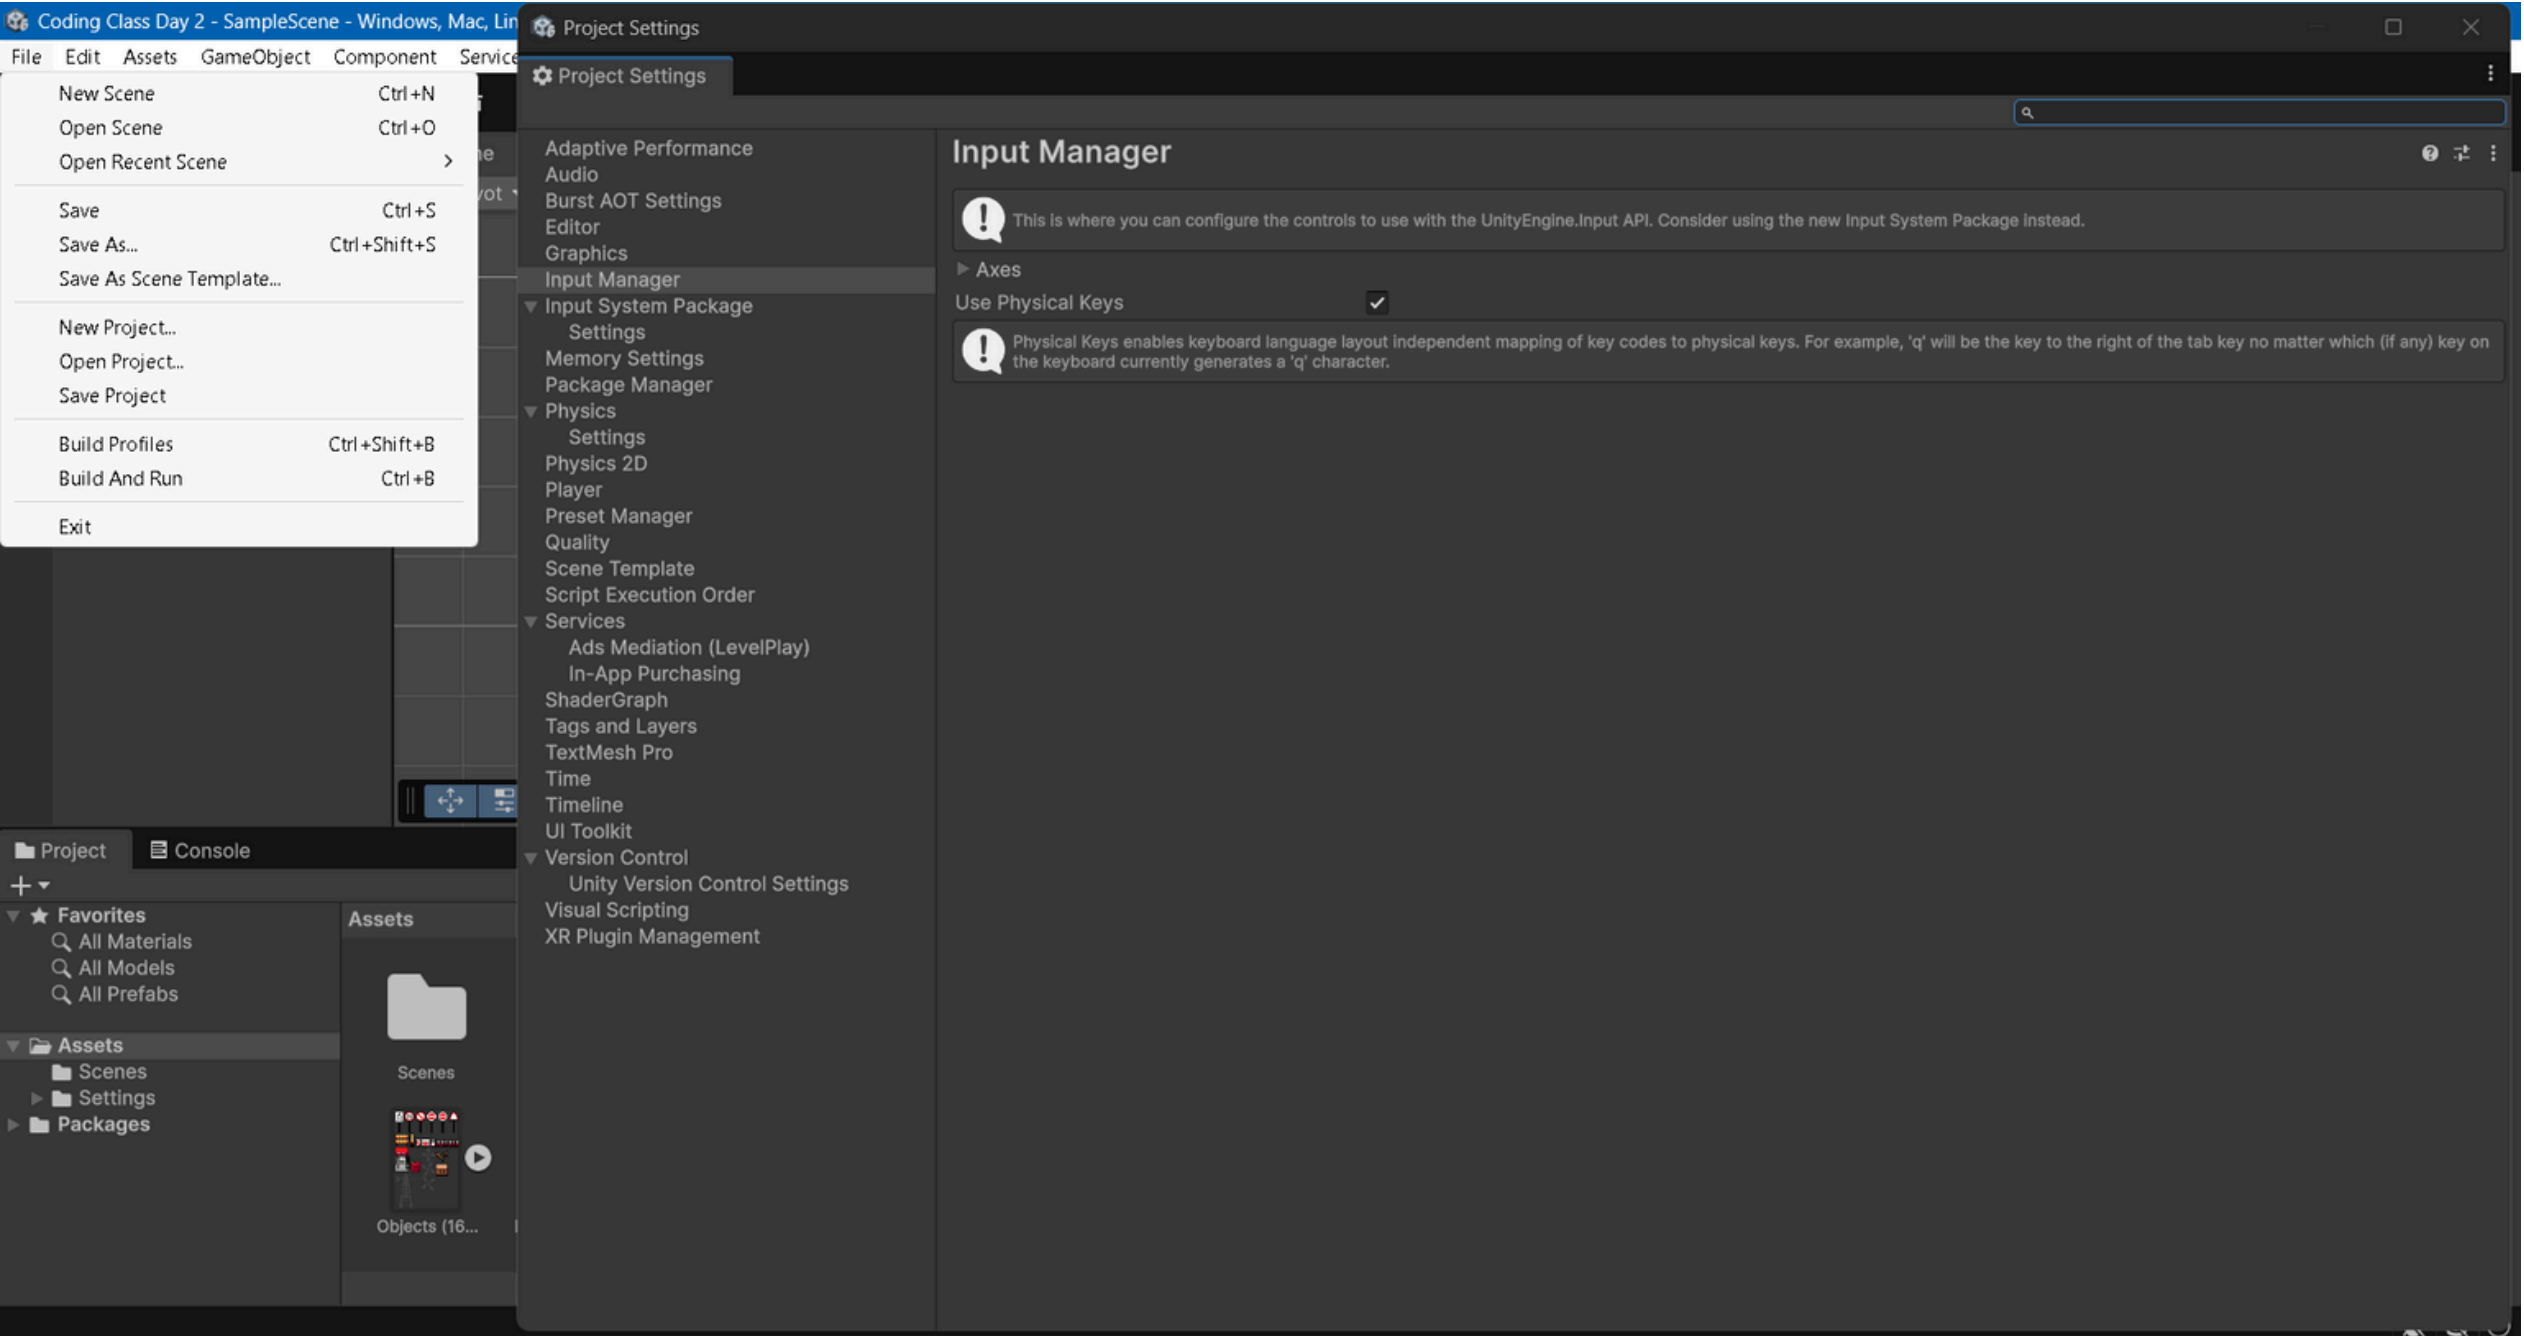 Coding Class Day 2 - SampleScene - Windows, Mac, Lin
File Edit Assets GameObject Component Service
New Scene Ctrl+N
Open Scene Ctrl+O
Open Recent Scene
Save Ctrl+S
Save As... Ctrl+Shift+S
Save As Scene Template...
New Project...
Open Project...
Save Project
Build Profiles Ctrl+Shift+B
Build And Run Ctrl+B
Exit
Project Console
Favorites
All Materials
All Models
All Prefabs
Assets
Scenes
Settings
Packages
Assets
Scenes
Objects (16...
Project Settings
Project Settings
Adaptive Performance
Audio
Burst AOT Settings
Editor
Graphics
Input Manager
Input System Package
Settings
Memory Settings
Package Manager
Physics
Settings
Physics 2D
Player
Preset Manager
Quality
Scene Template
Script Execution Order
Services
Ads Mediation (LevelPlay)
In-App Purchasing
ShaderGraph
Tags and Layers
TextMesh Pro
Time
Timeline
UI Toolkit
Version Control
Unity Version Control Settings
Visual Scripting
XR Plugin Management
Input Manager
This is where you can configure the controls to use with the UnityEngine.Input API. Consider using the new Input System Package instead.
Axes
Use Physical Keys
Physical Keys enables keyboard language layout independent mapping of key codes to physical keys. For example, 'q' will be the key to the right of the tab key no matter which (if any) key on
the keyboard currently generates a 'q' character.